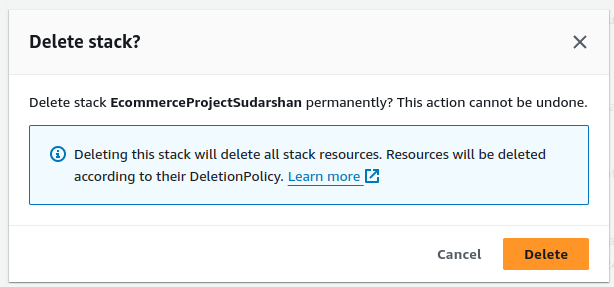 Delete stack?
Delete stack EcommerceProjectSudarshan permanently? This action cannot be undone.
Deleting this stack will delete all stack resources. Resources will be deleted
according to their DeletionPolicy. Learn more
Cancel
Delete